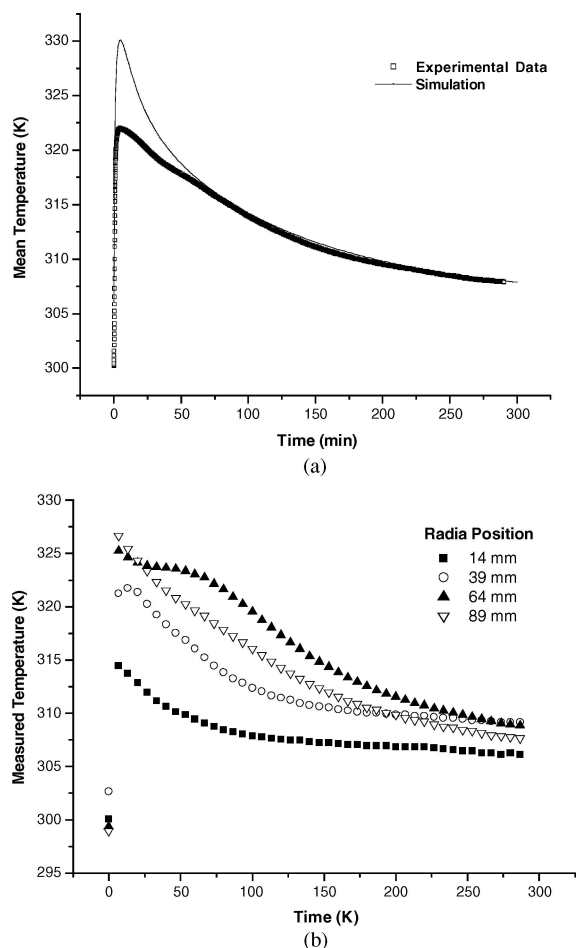 330
325
320
315
310
305
300
Mean Temperature (K)
Experimental Data
Simulation
0 50 100 150 200 250 300
Time (min)
(a)
330
325
320
315
310
305
300
295
Measured Temperature (K)
Radia Position
14 mm
39 mm
64 mm
89 mm
0 50 100 150 200 250 300
Time (K)
(b)